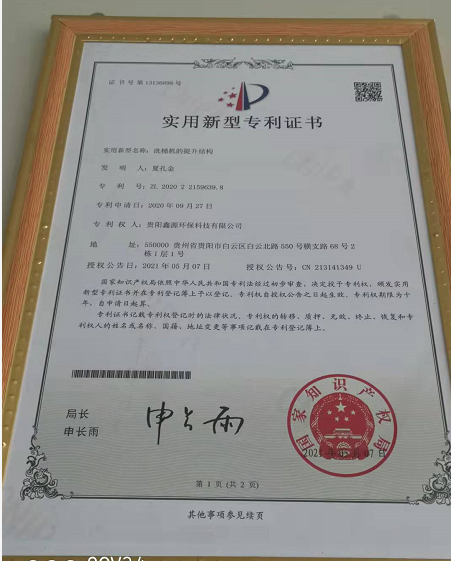 证书号第13136898号
实用新型专利证书
实用新型名称：洗桶机的提升结构
发 明 人：夏孔金
专 利 号：ZL 2020 2 2159639.8
专利申请日：2020年09月27日
专 利 权 人：贵阳鑫源环保科技有限公司
地 址：550000 贵州省贵阳市白云区白云北路550号横支路68号2
栋1层1号
授权公告日：2021年05月07日 授权公告号：CN 213141349 U
国家知识产权局依照中华人民共和国专利法经过初步审查，决定授予专利权，颁发实用
新型专利证书并在专利登记簿上予以登记。专利权自授权公告之日起生效。专利权期限为十
年，自申请日起算。
专利证书记载专利权登记时的法律状况。专利权的转移、质押、无效、终止、恢复和专
利权人的姓名或名称、国籍、地址变更等事项记载在专利登记簿上。
局长
申长雨
申长雨
国家知识产权局
2021年05月07日
第 1 页 (共 2 页)
其他事项参见续页